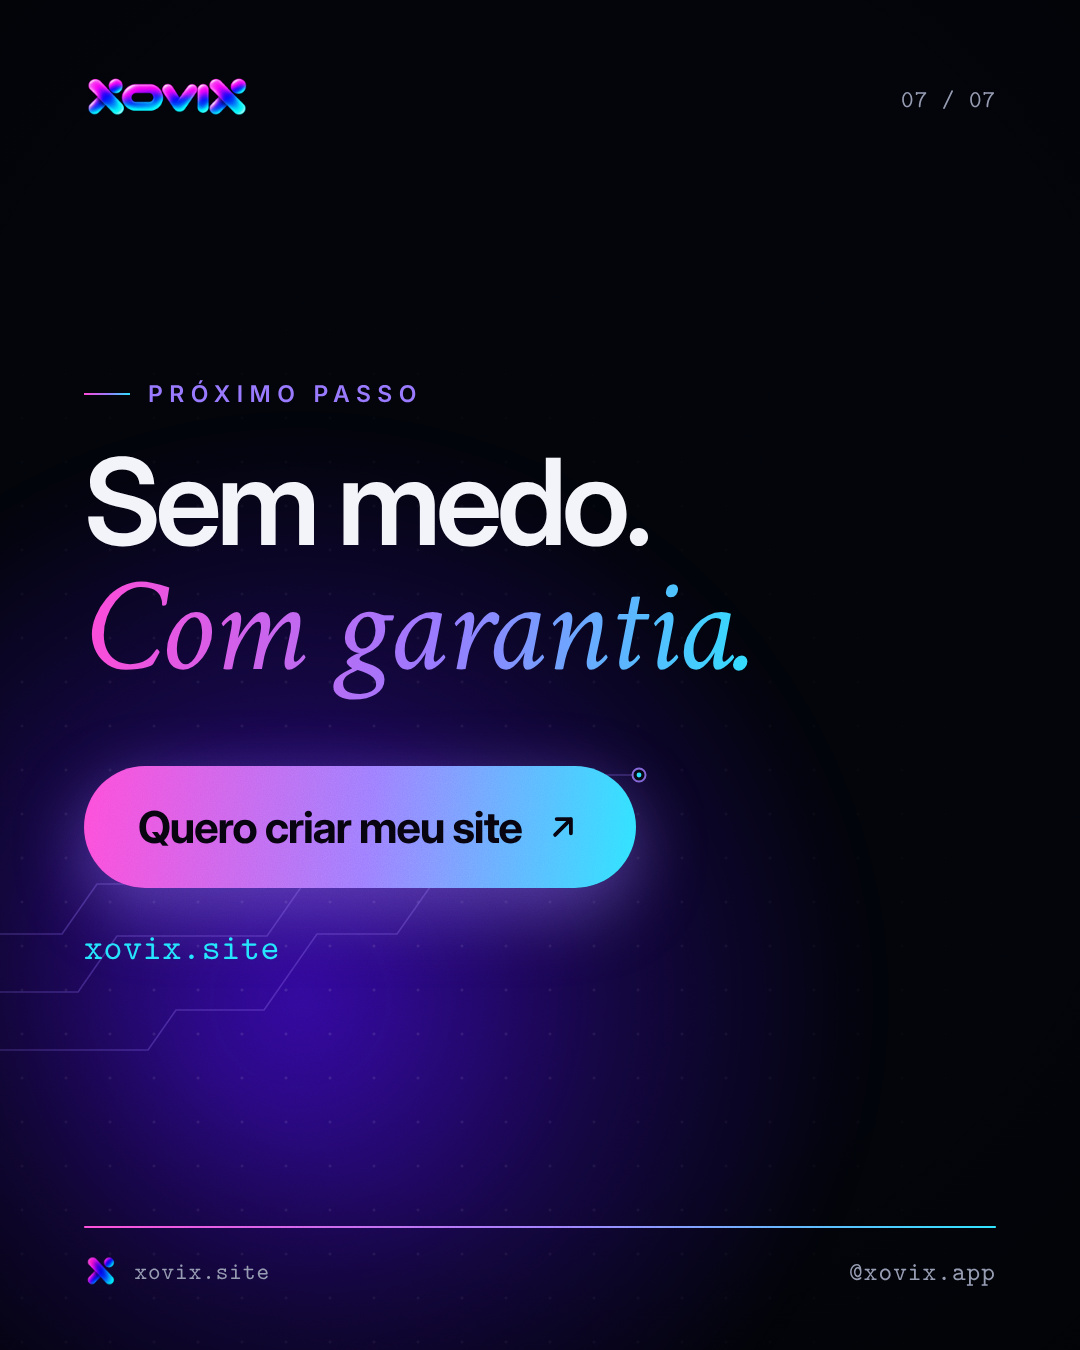 xovix
07 / 07
PRÓXIMO PASSO
Sem medo.
Com garantia.
Quero criar meu site ↗
xovix.site
xovix.site
@xovix.app